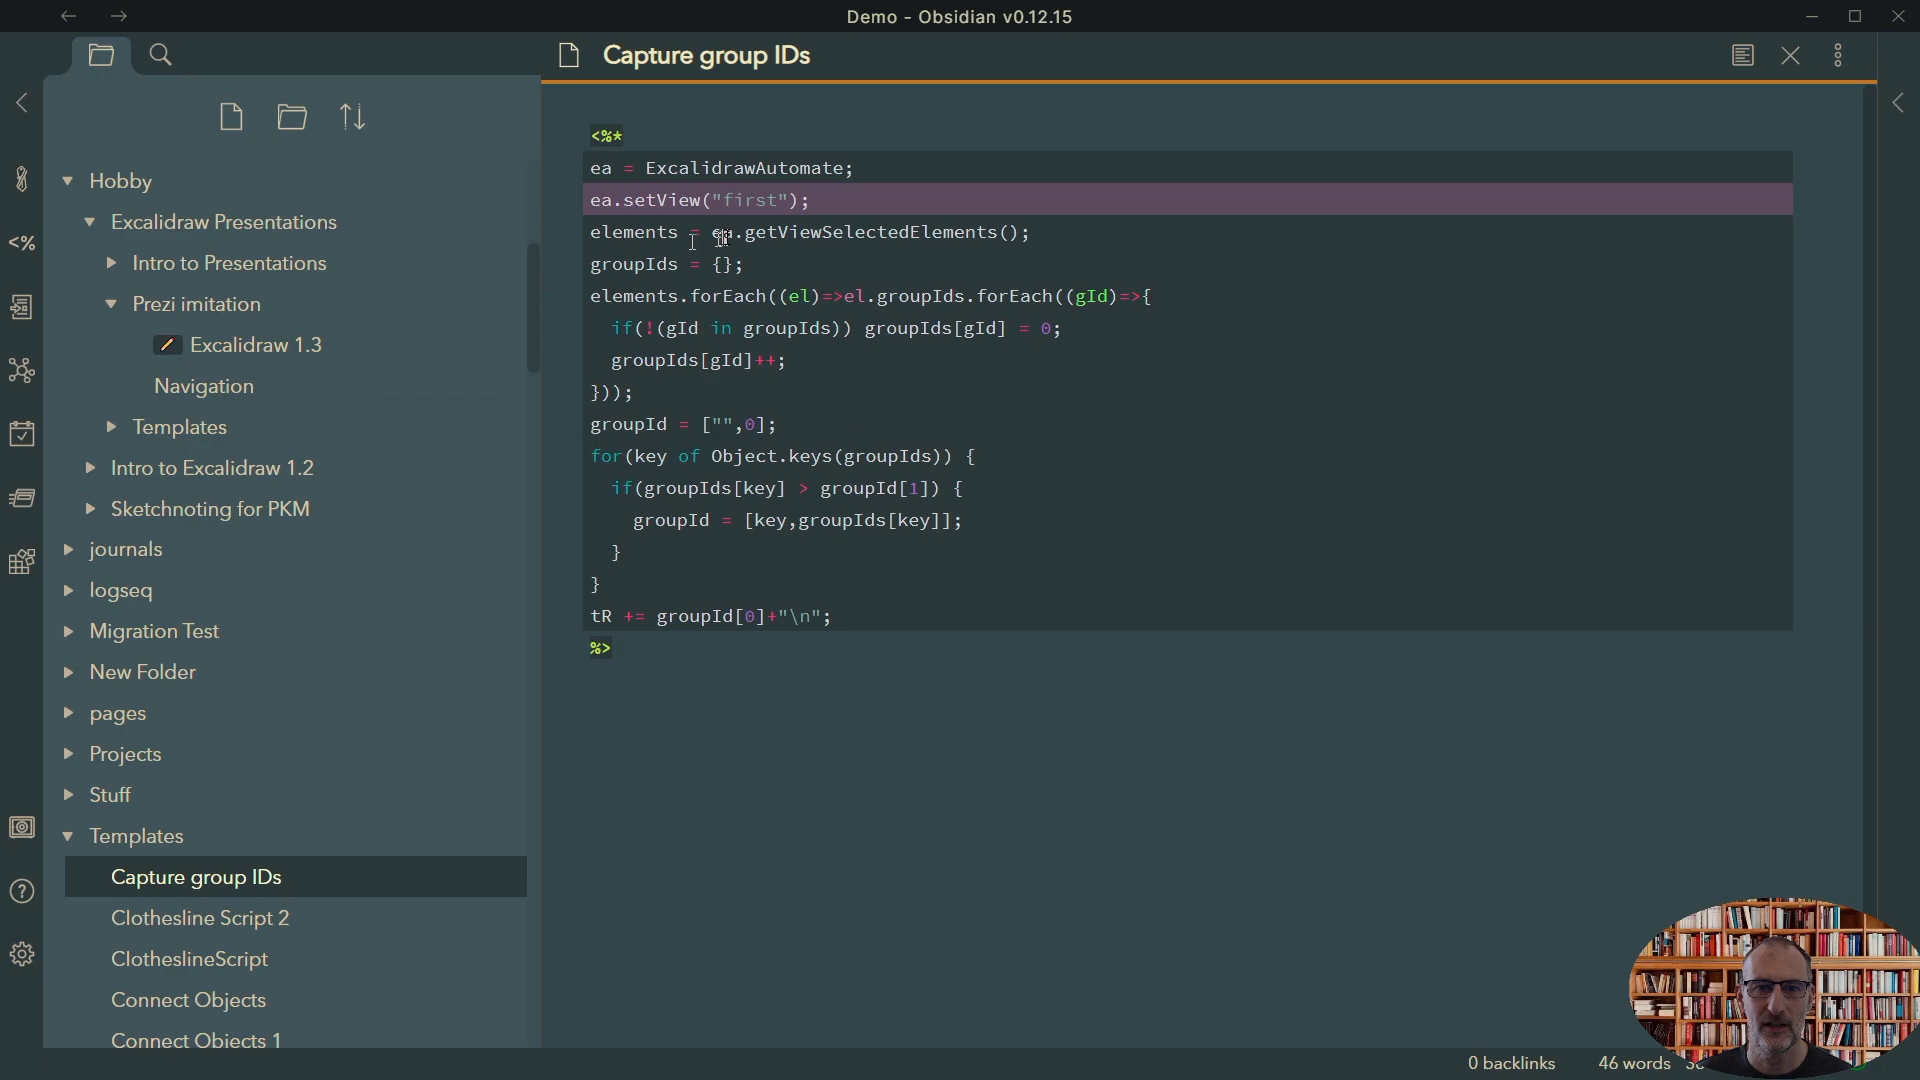 Demo - Obsidian v0.12.15
Capture group IDs
Hobby
Excalidraw Presentations
Intro to Presentations
Prezi imitation
Excalidraw 1.3
Navigation
Templates
Intro to Excalidraw 1.2
Sketchnoting for PKM
journals
logseq
Migration Test
New Folder
pages
Projects
Stuff
Templates
Capture group IDs
Clothesline Script 2
ClotheslineScript
Connect Objects
Connect Objects 1
<%
<%*
ea = ExcalidrawAutomate;
ea.setView("first");
elements = ea.getViewSelectedElements();
groupIds = {};
elements.forEach((el)=>el.groupIds.forEach((gId)=>{
  if(!(gId in groupIds)) groupIds[gId] = 0;
  groupIds[gId]++;
}));
groupId = ["",0];
for(key of Object.keys(groupIds)) {
  if(groupIds[key] > groupId[1]) {
    groupId = [key,groupIds[key]];
  }
}
tR += groupId[0]+"\n";
%>
0 backlinks
46 words